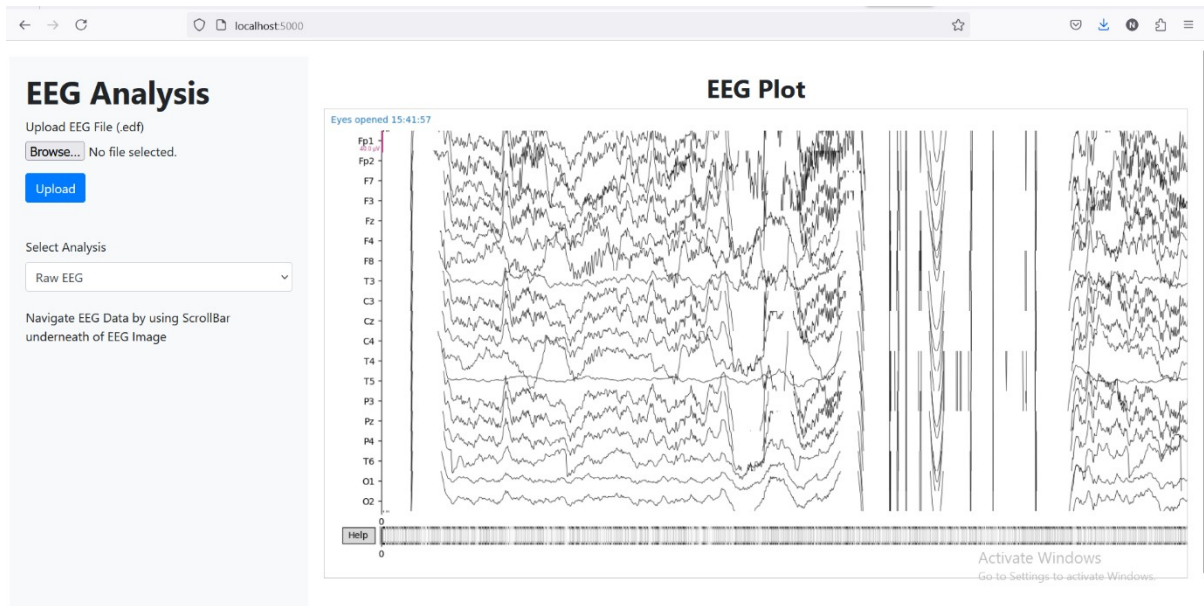 localhost:5000
EEG Analysis
Upload EEG File (.edf)
Browse... No file selected.
Upload
Select Analysis
Raw EEG
Navigate EEG Data by using ScrollBar
underneath of EEG Image
EEG Plot
Eyes opened 15:41:57
Fp1
Fp2
F7
F3
Fz
F4
F8
T3
C3
Cz
C4
T4
T5
P3
Pz
P4
T6
O1
O2
0
Help
0
Activate Windows
Go to Settings to activate Windows.